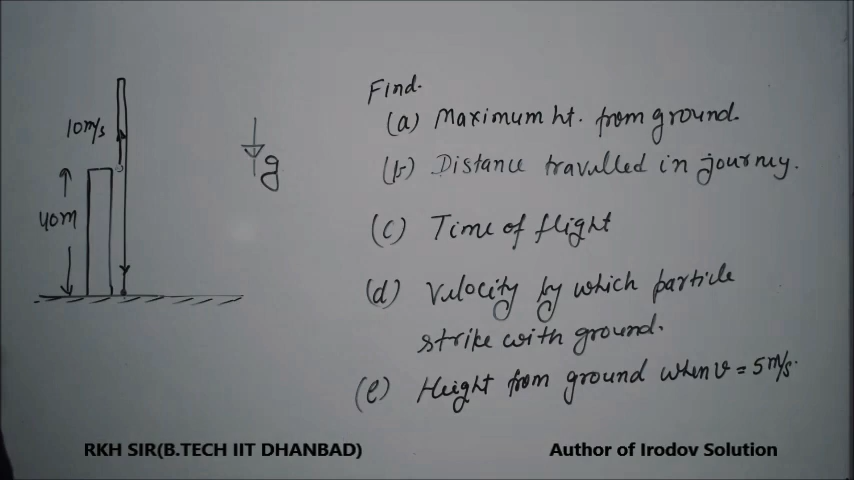 Find.
(a) Maximum ht. from ground.
10m/s
(b) Distance travelled in journey.
g
40m
(c) Time of flight
(d) Velocity by which particle
strike with ground.
(e) Height from ground when v = 5m/s.
RKH SIR(B.TECH IIT DHANBAD)
Author of Irodov Solution